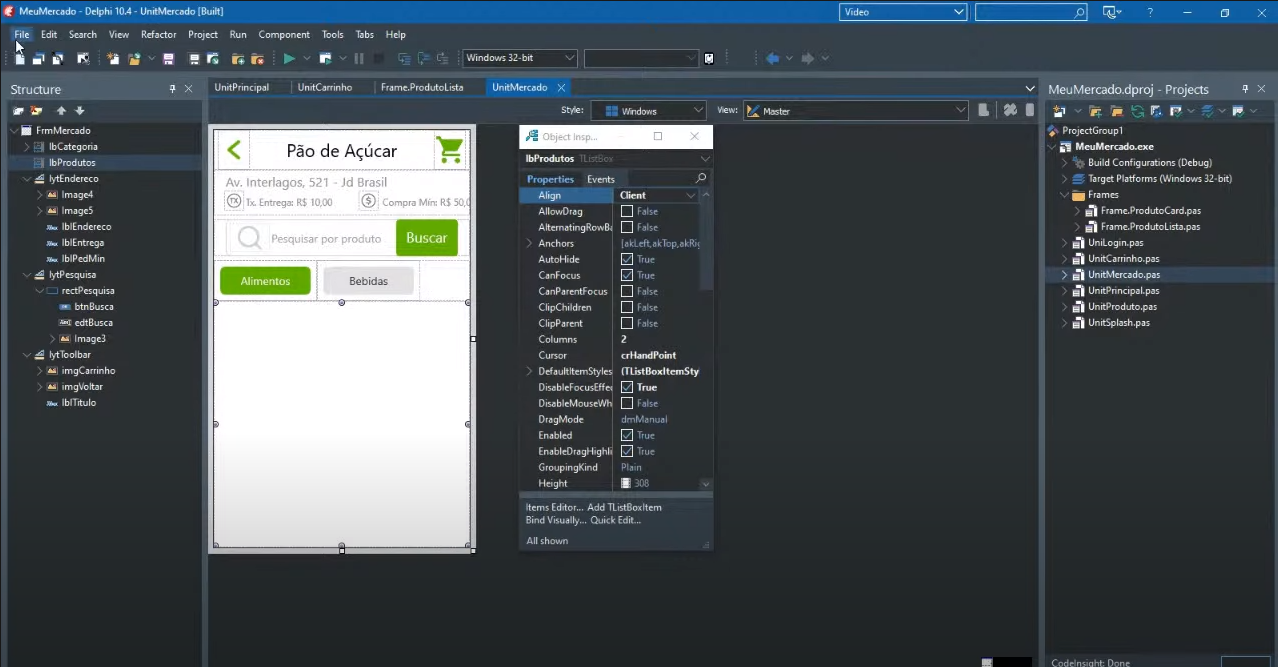 MeuMercado - Delphi 10.4 - UnitMercado [Built]
Video
?
File Edit Search View Refactor Project Run Component Tools Tabs Help
Windows 32-bit
Structure
FrmMercado
lbCategoria
lbProdutos
lytEndereco
Image4
Image5
lblEndereco
lblEntrega
lblPedMin
lytPesquisa
rectPesquisa
btnBusca
edtBusca
Image3
lytToolbar
imgCarrinho
imgVoltar
lblTitulo
UnitPrincipal UnitCarrinho Frame.ProdutoLista UnitMercado
Style: Windows View: Master
Pão de Açúcar
Av. Interlagos, 521 - Jd Brasil
TX Tx. Entrega: R$ 10,00 $ Compra Mín: R$ 50,0
Pesquisar por produto Buscar
Alimentos Bebidas
Object Insp...
lbProdutos TListBox
Properties Events
Align Client
AllowDrag False
AlternatingRowBa False
Anchors [akLeft,akTop,akRig
AutoHide True
CanFocus True
CanParentFocus False
ClipChildren False
ClipParent False
Columns 2
Cursor crHandPoint
DefaultItemStyles (TListBoxItemSty
DisableFocusEffec True
DisableMouseWh False
DragMode dmManual
Enabled True
EnableDragHighli True
GroupingKind Plain
Height 308
Items Editor... Add TListBoxItem
Bind Visually... Quick Edit...
All shown
MeuMercado.dproj - Projects
ProjectGroup1
MeuMercado.exe
Build Configurations (Debug)
Target Platforms (Windows 32-bit)
Frames
Frame.ProdutoCard.pas
Frame.ProdutoLista.pas
UniLogin.pas
UnitCarrinho.pas
UnitMercado.pas
UnitPrincipal.pas
UnitProduto.pas
UnitSplash.pas
CodeInsight: Done